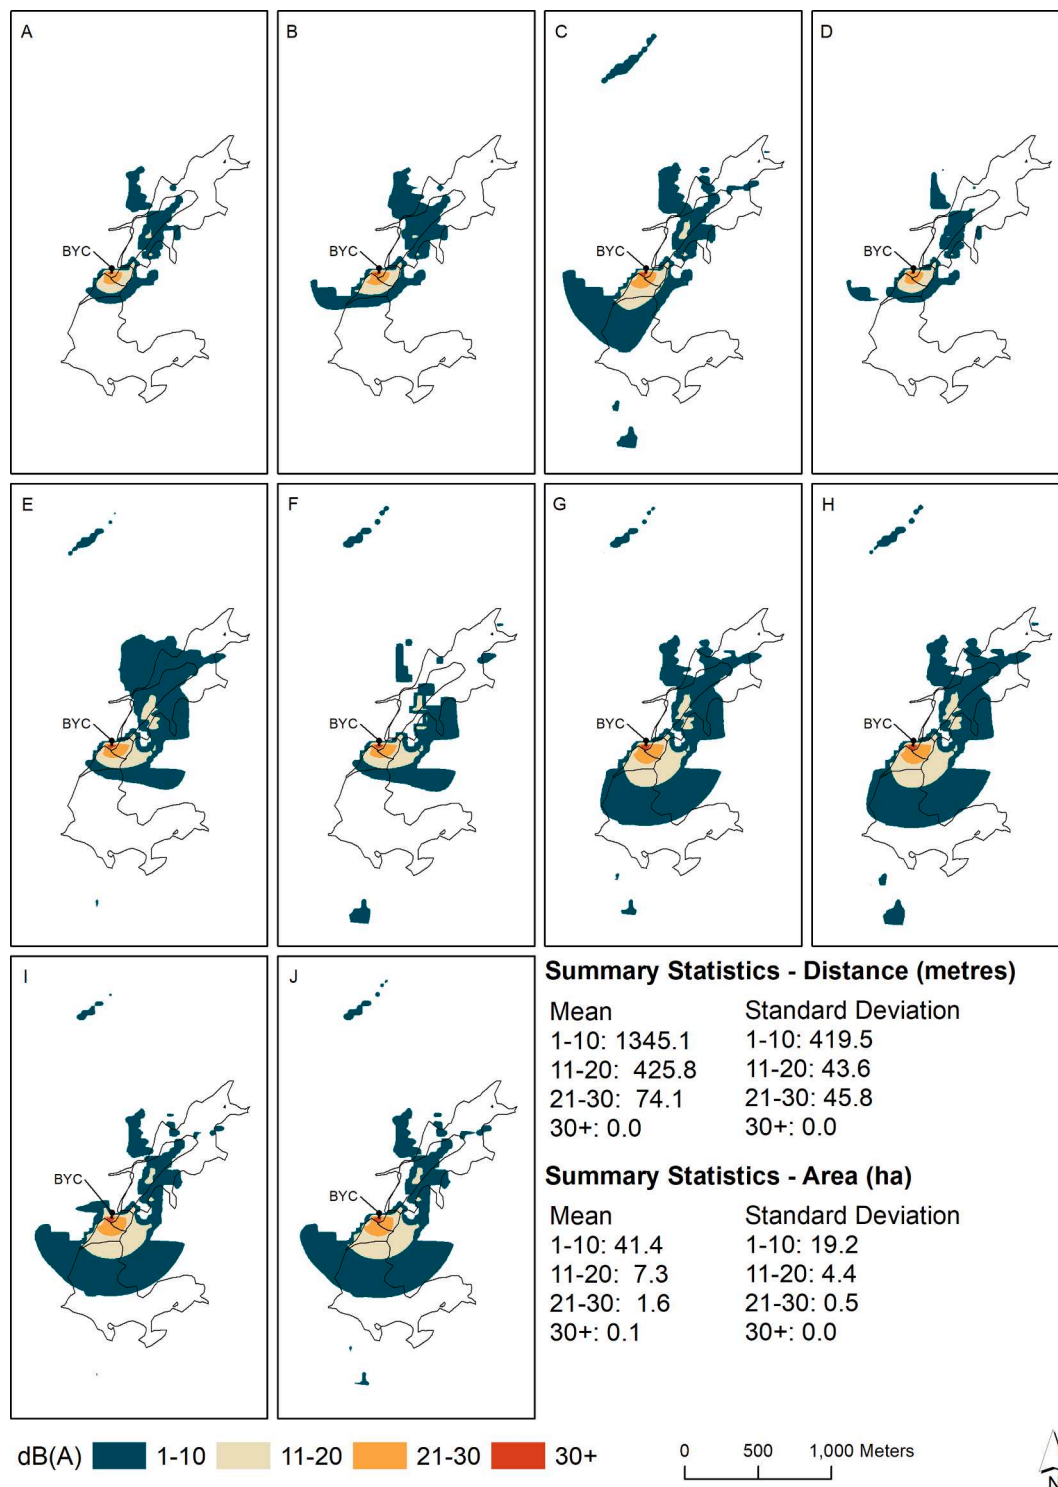 A
B
C
D
BYC
BYC
BYC
BYC
E
F
G
H
BYC
BYC
BYC
BYC
I
J
BYC
BYC
Summary Statistics - Distance (metres)
Mean Standard Deviation
1-10: 1345.1 1-10: 419.5
11-20: 425.8 11-20: 43.6
21-30: 74.1 21-30: 45.8
30+: 0.0 30+: 0.0
Summary Statistics - Area (ha)
Mean Standard Deviation
1-10: 41.4 1-10: 19.2
11-20: 7.3 11-20: 4.4
21-30: 1.6 21-30: 0.5
30+: 0.1 30+: 0.0
dB(A) 1-10 11-20 21-30 30+
0 500 1,000 Meters
N